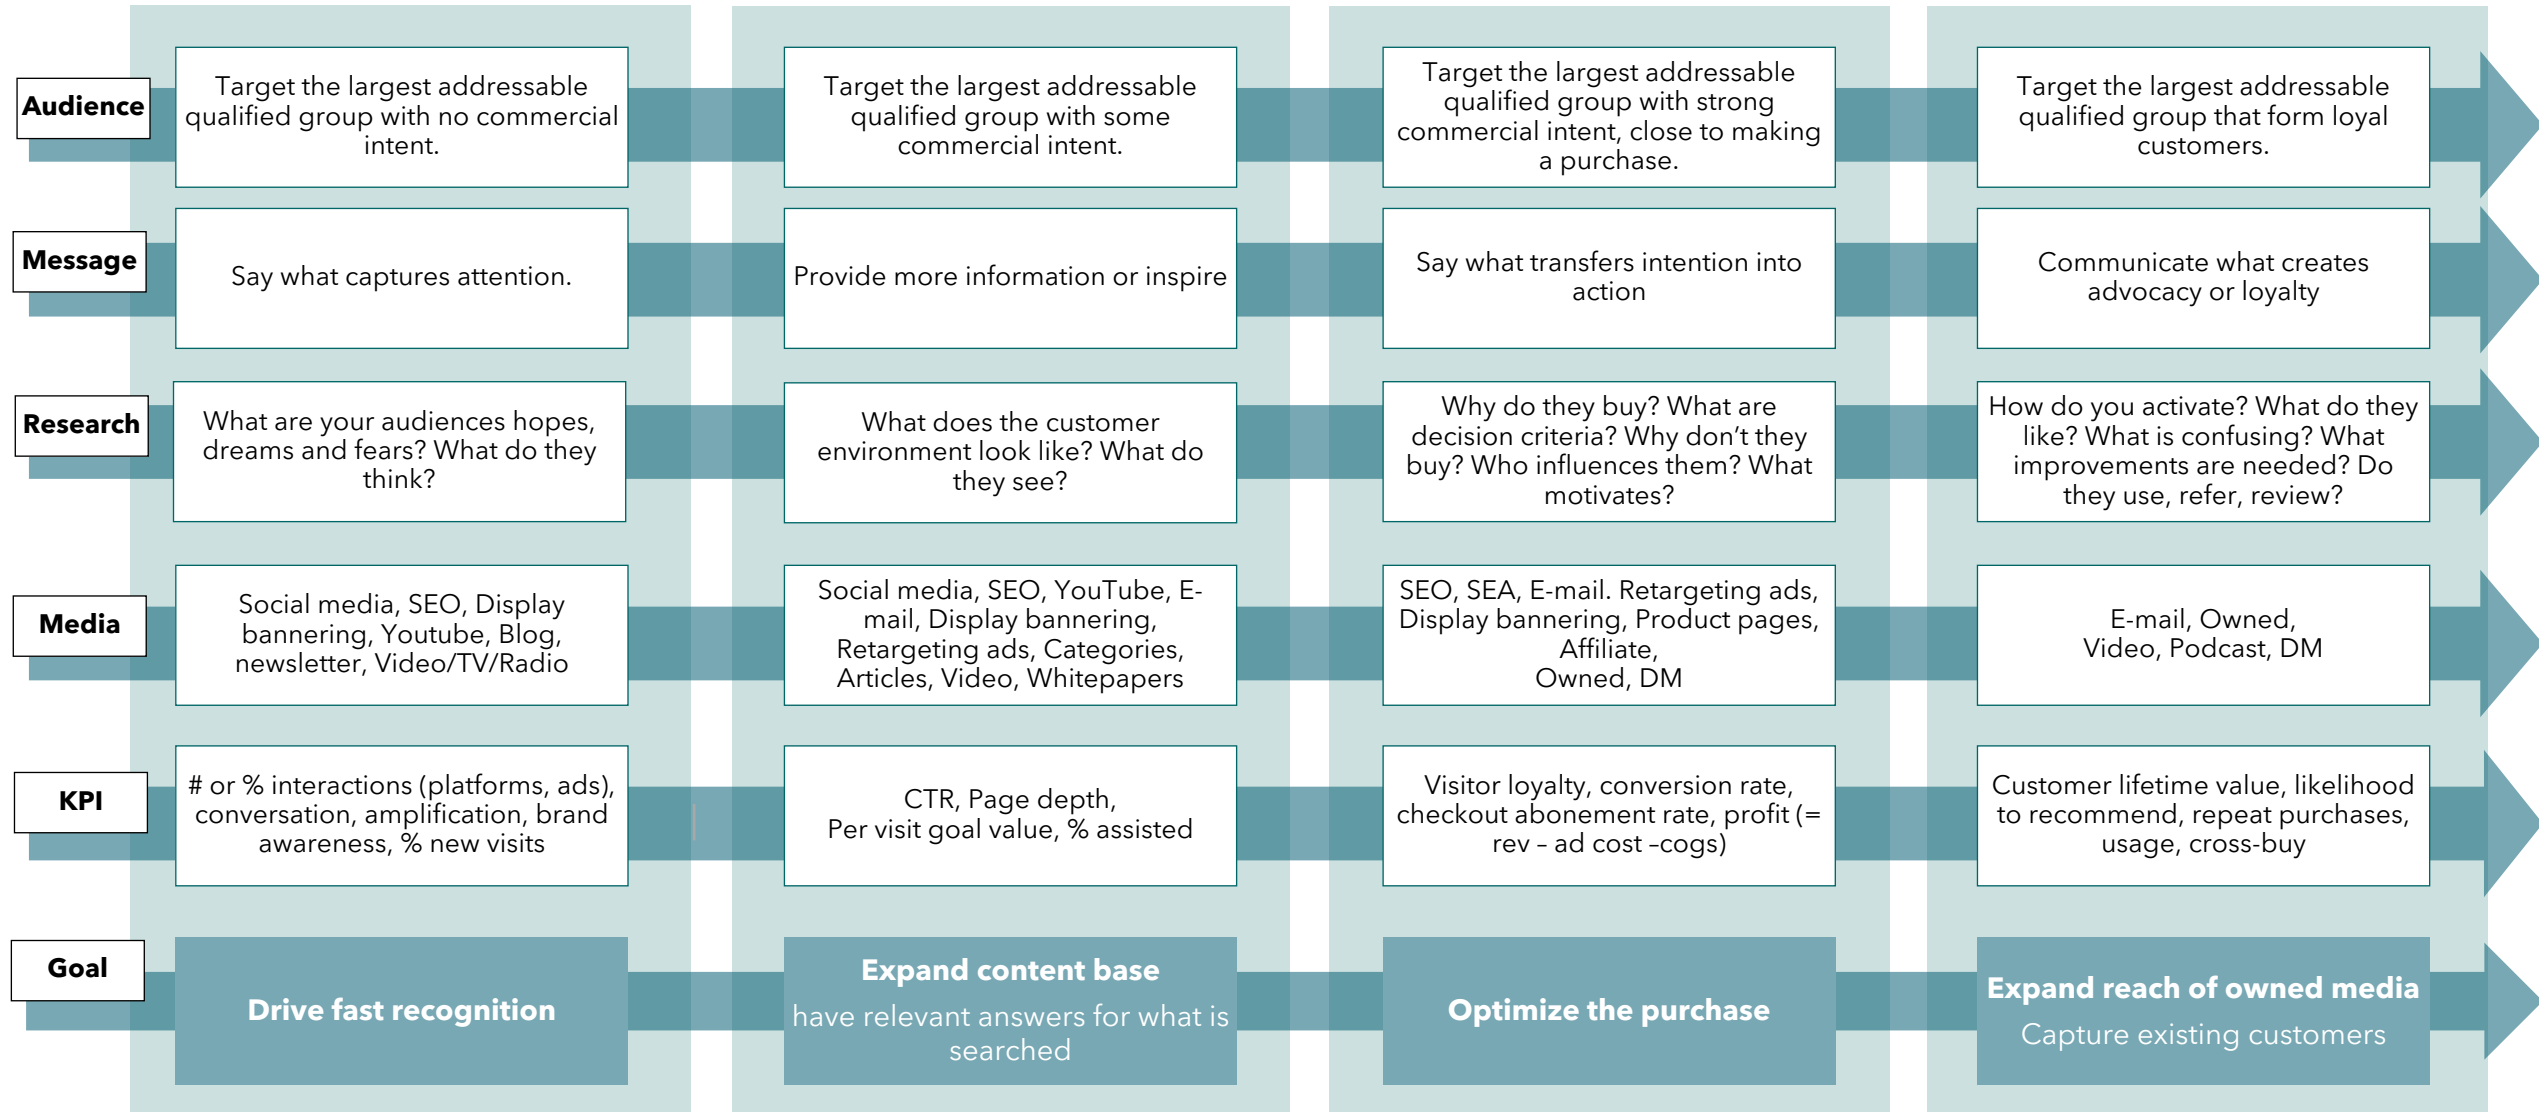 Audience
Target the largest addressable
qualified group with no commercial
intent.
Target the largest addressable
qualified group with some
commercial intent.
Target the largest addressable
qualified group with strong
commercial intent, close to making
a purchase.
Target the largest addressable
qualified group that form loyal
customers.
Message
Say what captures attention.
Provide more information or inspire
Say what transfers intention into
action
Communicate what creates
advocacy or loyalty
Research
What are your audiences hopes,
dreams and fears? What do they
think?
What does the customer
environment look like? What do
they see?
Why do they buy? What are
decision criteria? Why don’t they
buy? Who influences them? What
motivates?
How do you activate? What do they
like? What is confusing? What
improvements are needed? Do
they use, refer, review?
Media
Social media, SEO, Display
bannering, Youtube, Blog,
newsletter, Video/TV/Radio
Social media, SEO, YouTube, E-
mail, Display bannering,
Retargeting ads, Categories,
Articles, Video, Whitepapers
SEO, SEA, E-mail. Retargeting ads,
Display bannering, Product pages,
Affiliate,
Owned, DM
E-mail, Owned,
Video, Podcast, DM
KPI
# or % interactions (platforms, ads),
conversation, amplification, brand
awareness, % new visits
CTR, Page depth,
Per visit goal value, % assisted
Visitor loyalty, conversion rate,
checkout abonement rate, profit (=
rev – ad cost –cogs)
Customer lifetime value, likelihood
to recommend, repeat purchases,
usage, cross-buy
Goal
Drive fast recognition
Expand content base
have relevant answers for what is
searched
Optimize the purchase
Expand reach of owned media
Capture existing customers